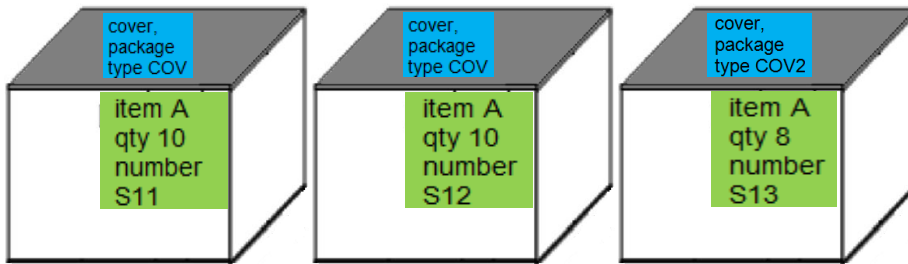 cover,
package
type COV
item A
qty 10
number
S11
cover,
package
type COV
item A
qty 10
number
S12
cover,
package
type COV2
item A
qty 8
number
S13